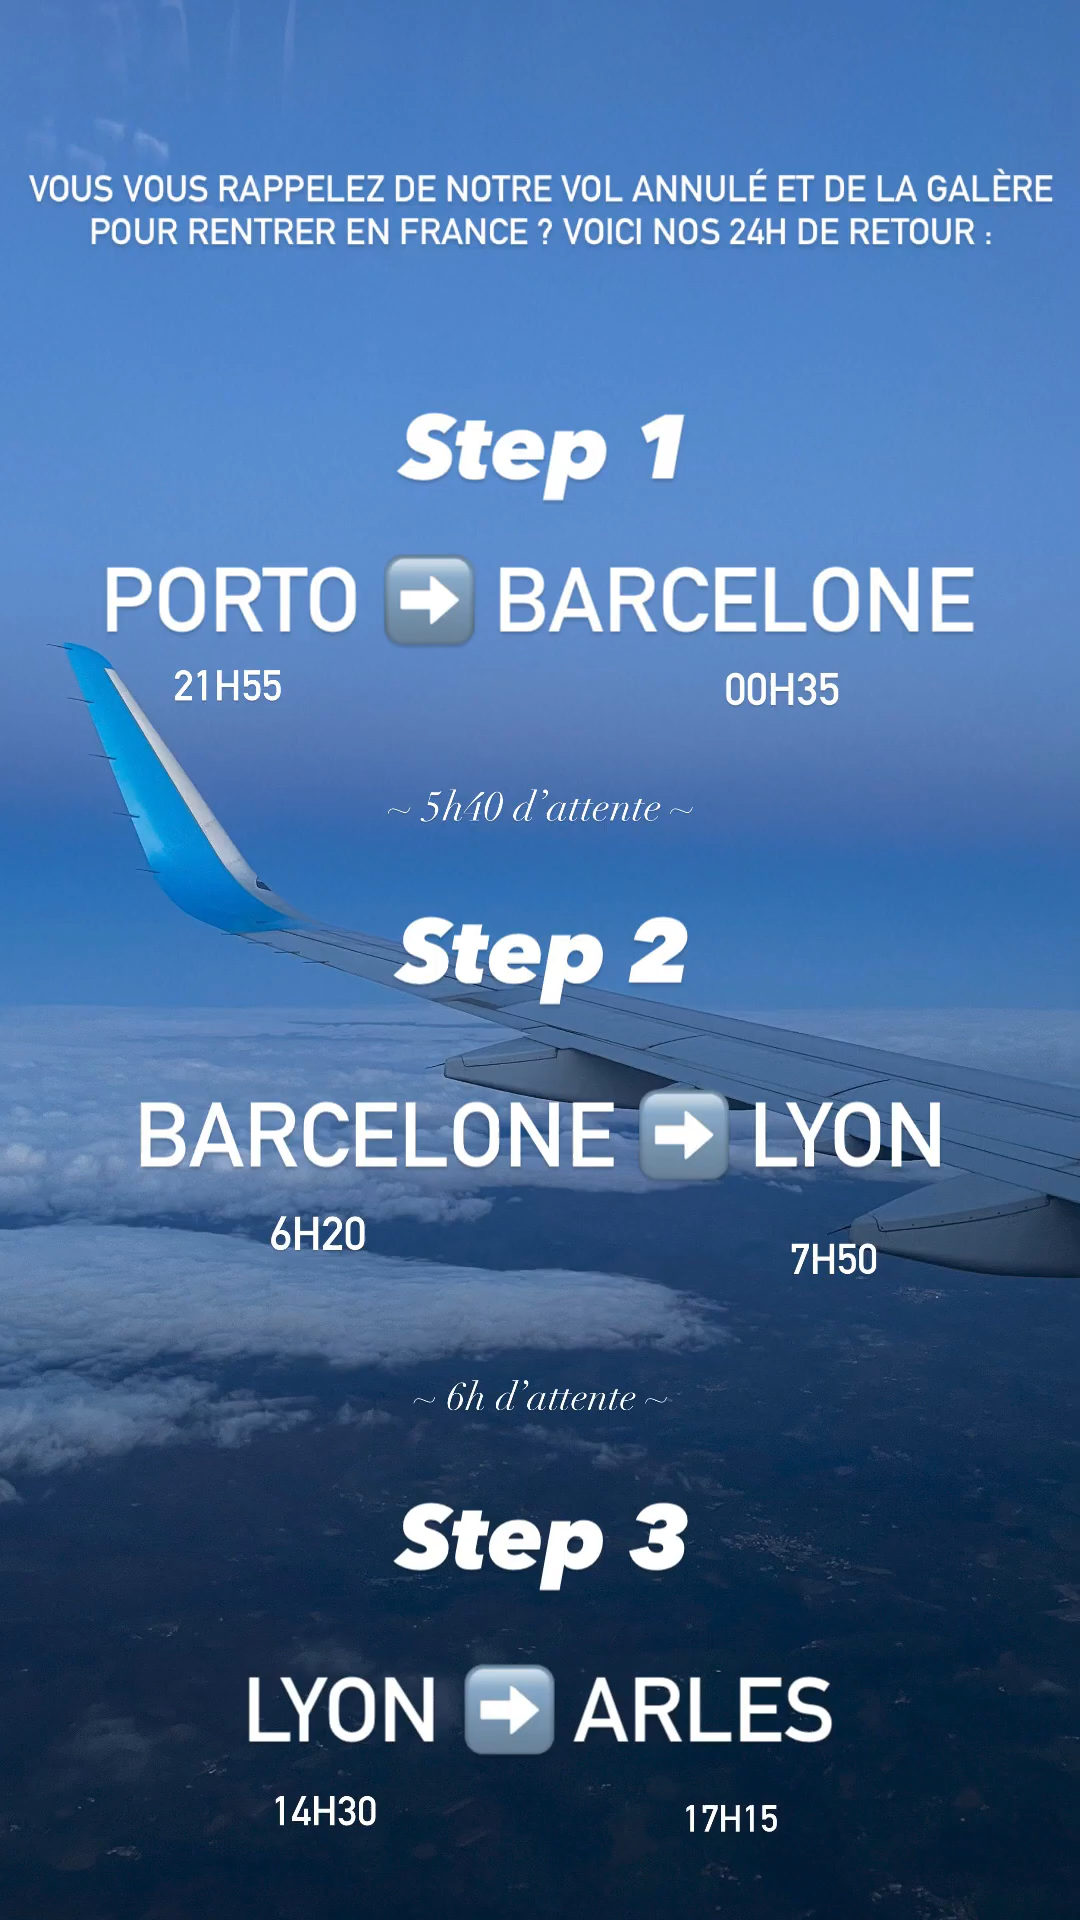 VOUS VOUS RAPPELEZ DE NOTRE VOL ANNULÉ ET DE LA GALÈRE
POUR RENTRER EN FRANCE ? VOICI NOS 24H DE RETOUR :
Step 1
PORTO ➡️ BARCELONE
21H55 00H35
~ 5h40 d’attente ~
Step 2
BARCELONE ➡️ LYON
6H20
7H50
~ 6h d’attente ~
Step 3
LYON ➡️ ARLES
14H30 17H15